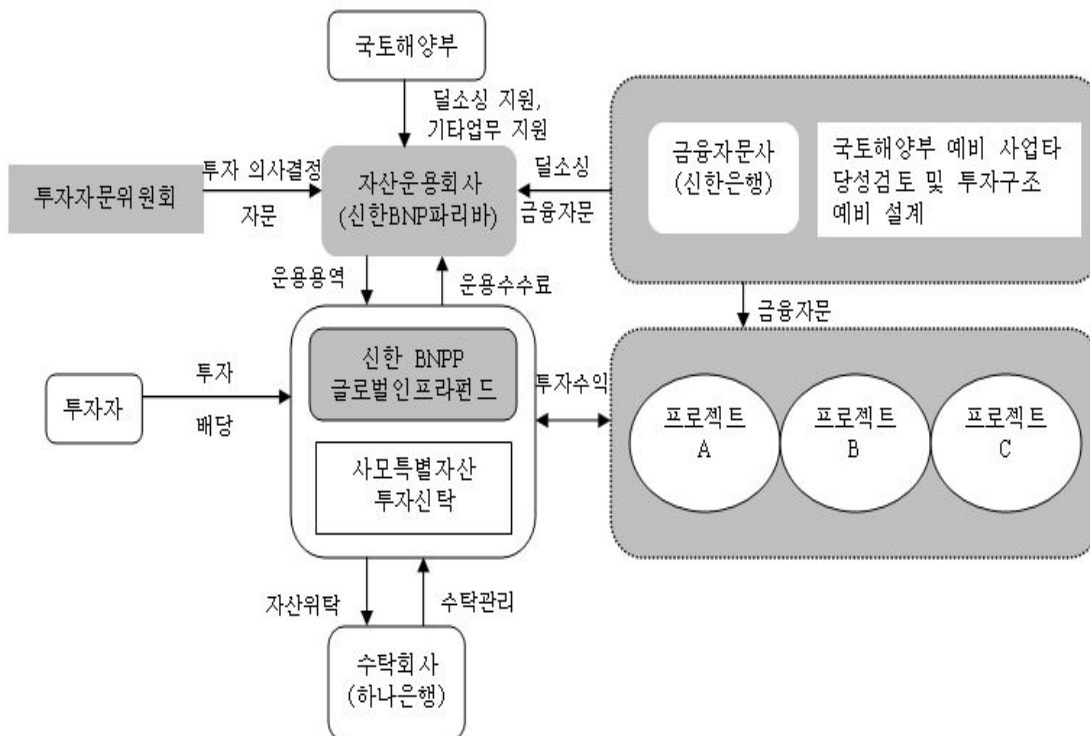 국토해양부
딜소싱 지원,
기타업무 지원
투자자문위원회
투자 의사결정
자문
자산운용회사
(신한BNP파리바)
딜소싱
금융자문
금융자문사
(신한은행)
국토해양부 예비 사업타
당성검토 및 투자구조
예비 설계
운용용역
운용수수료
금융자문
투자자
투자
배당
신한 BNPP
글로벌인프라펀드
사모특별자산
투자신탁
투자수익
프로젝트
A
프로젝트
B
프로젝트
C
자산위탁
수탁관리
수탁회사
(하나은행)